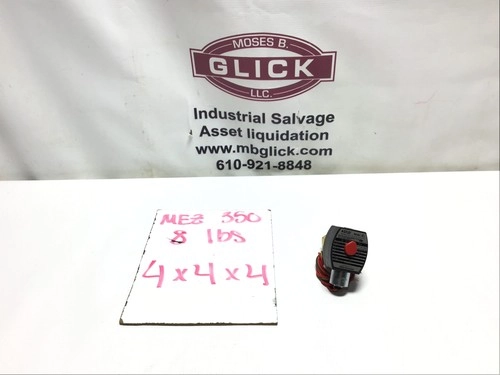 MOSES B.
GLICK
LLC.
Industrial Salvage
Asset liquidation
www.mbglick.com
610-921-8848
MEZ 350
8 lbs
4x4x4